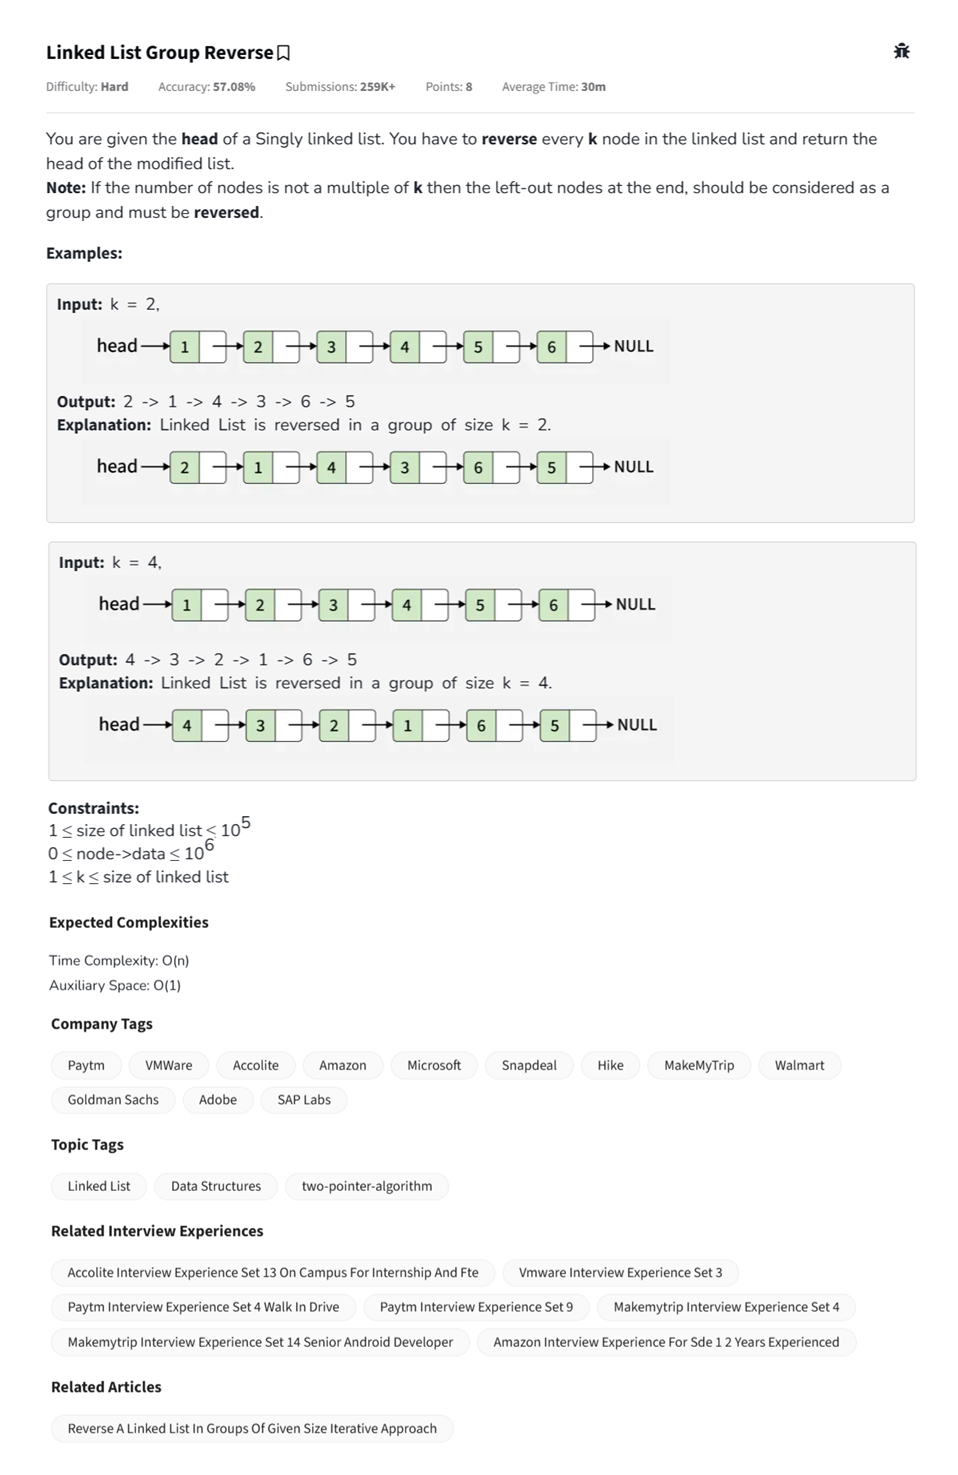 Linked List Group Reverse
Difficulty: Hard Accuracy: 57.08% Submissions: 259K+ Points: 8 Average Time: 30m
You are given the head of a Singly linked list. You have to reverse every k node in the linked list and return the
head of the modified list.
Note: If the number of nodes is not a multiple of k then the left-out nodes at the end, should be considered as a
group and must be reversed.
Examples:
Input: k = 2,
head 1 2 3 4 5 6 NULL
Output: 2 -> 1 -> 4 -> 3 -> 6 -> 5
Explanation: Linked List is reversed in a group of size k = 2.
head 2 1 4 3 6 5 NULL
Input: k = 4,
head 1 2 3 4 5 6 NULL
Output: 4 -> 3 -> 2 -> 1 -> 6 -> 5
Explanation: Linked List is reversed in a group of size k = 4.
head 4 3 2 1 6 5 NULL
Constraints:
1 ≤ size of linked list ≤ 10^5
0 ≤ node->data ≤ 10^6
1 ≤ k ≤ size of linked list
Expected Complexities
Time Complexity: O(n)
Auxiliary Space: O(1)
Company Tags
Paytm VMWare Accolite Amazon Microsoft Snapdeal Hike MakeMyTrip Walmart
Goldman Sachs Adobe SAP Labs
Topic Tags
Linked List Data Structures two-pointer-algorithm
Related Interview Experiences
Accolite Interview Experience Set 13 On Campus For Internship And Fte Vmware Interview Experience Set 3
Paytm Interview Experience Set 4 Walk In Drive Paytm Interview Experience Set 9 Makemytrip Interview Experience Set 4
Makemytrip Interview Experience Set 14 Senior Android Developer Amazon Interview Experience For Sde 1 2 Years Experienced
Related Articles
Reverse A Linked List In Groups Of Given Size Iterative Approach